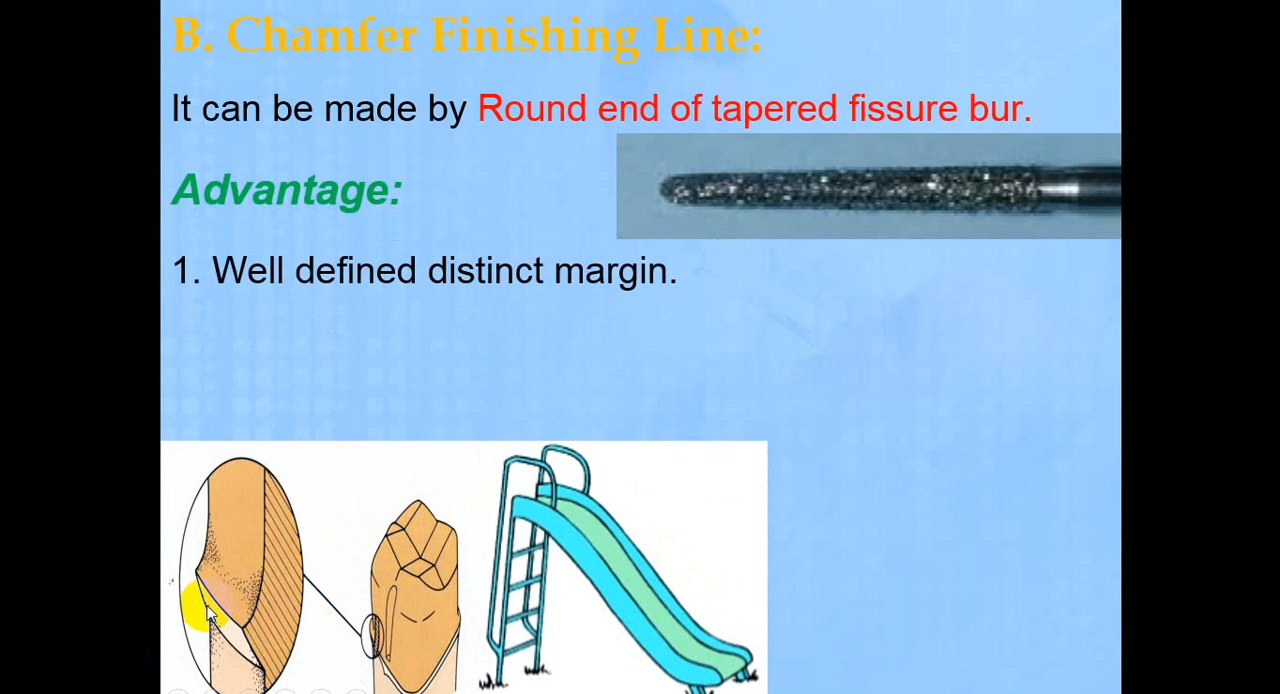 B. Chamfer Finishing Line:
It can be made by Round end of tapered fissure bur.
Advantage:
1. Well defined distinct margin.